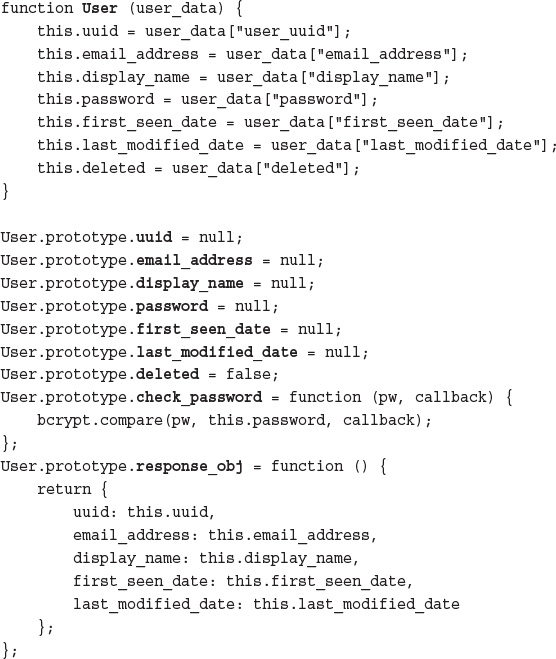 function User (user_data) {
    this.uuid = user_data["user_uuid"];
    this.email_address = user_data["email_address"];
    this.display_name = user_data["display_name"];
    this.password = user_data["password"];
    this.first_seen_date = user_data["first_seen_date"];
    this.last_modified_date = user_data["last_modified_date"];
    this.deleted = user_data["deleted"];
}

User.prototype.uuid = null;
User.prototype.email_address = null;
User.prototype.display_name = null;
User.prototype.password = null;
User.prototype.first_seen_date = null;
User.prototype.last_modified_date = null;
User.prototype.deleted = false;
User.prototype.check_password = function (pw, callback) {
    bcrypt.compare(pw, this.password, callback);
};
User.prototype.response_obj = function () {
    return {
        uuid: this.uuid,
        email_address: this.email_address,
        display_name: this.display_name,
        first_seen_date: this.first_seen_date,
        last_modified_date: this.last_modified_date
    };
};